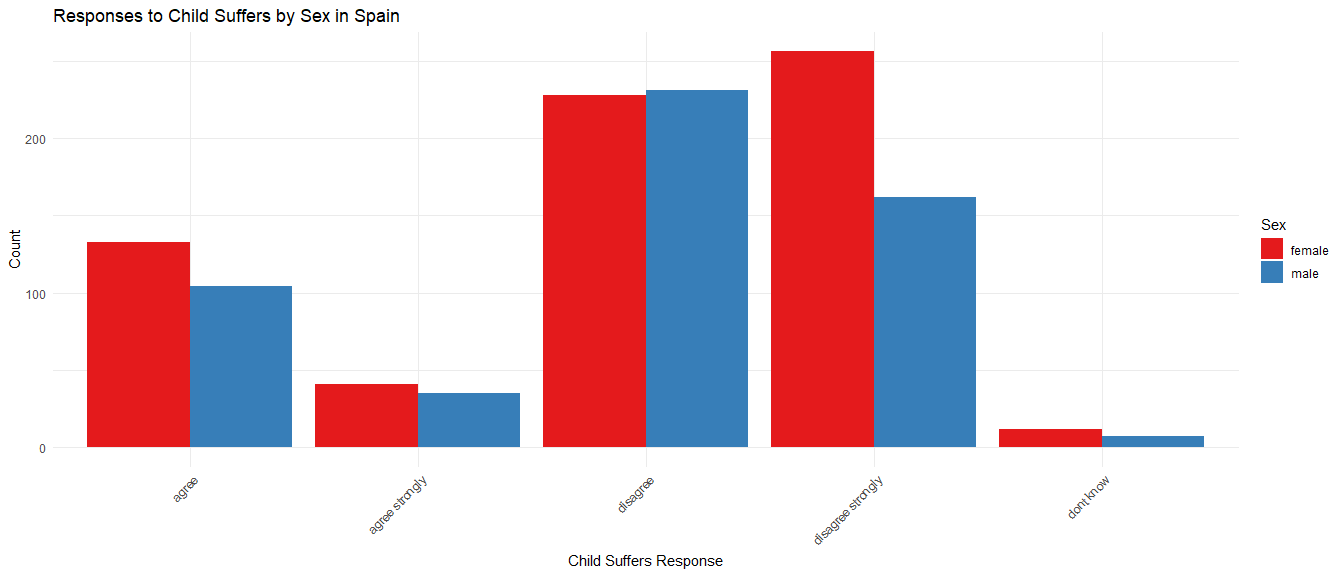 Responses to Child Suffers by Sex in Spain
Count
200
100
0
agree
agree strongly
disagree
disagree strongly
dont know
Child Suffers Response
Sex
female
male